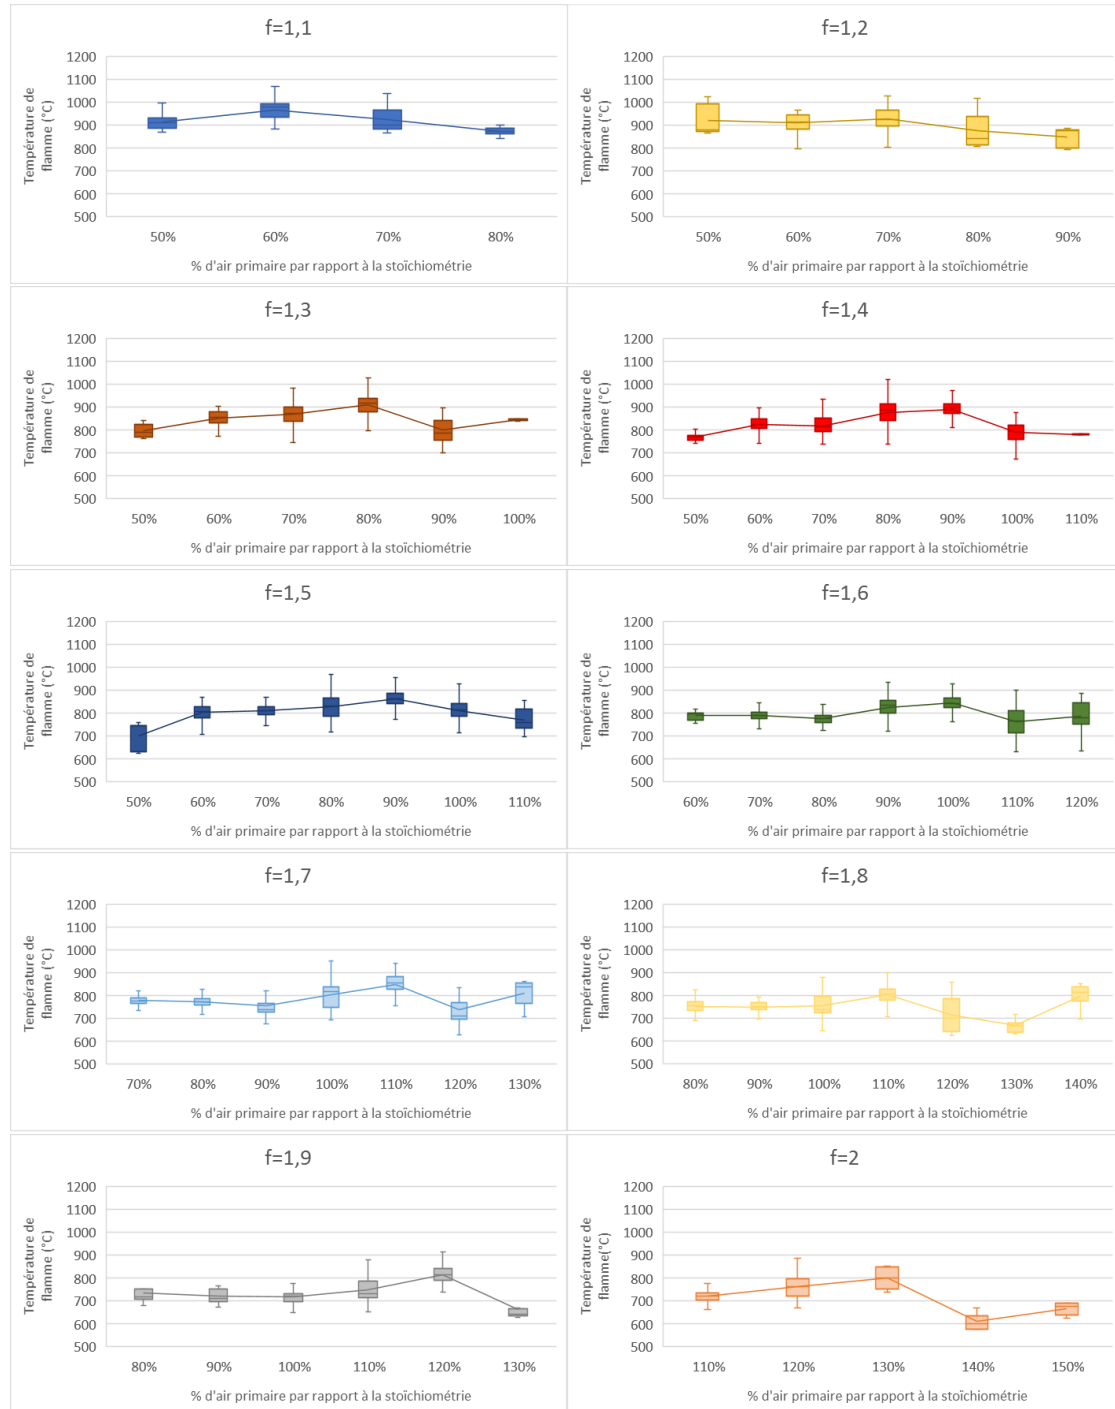 f=1,1
Température de
flamme (°C)
1200
1100
1000
900
800
700
600
500
50% 60% 70% 80%
% d'air primaire par rapport à la stoïchiométrie
f=1,2
Température de
flamme (°C)
1200
1100
1000
900
800
700
600
500
50% 60% 70% 80% 90%
% d'air primaire par rapport à la stoïchiométrie
f=1,3
Température de
flamme (°C)
1200
1100
1000
900
800
700
600
500
50% 60% 70% 80% 90% 100%
% d'air primaire par rapport à la stoïchiométrie
f=1,4
Température de
flamme (°C)
1200
1100
1000
900
800
700
600
500
50% 60% 70% 80% 90% 100% 110%
% d'air primaire par rapport à la stoïchiométrie
f=1,5
Température de
flamme (°C)
1200
1100
1000
900
800
700
600
500
50% 60% 70% 80% 90% 100% 110%
% d'air primaire par rapport à la stoïchiométrie
f=1,6
Température de
flamme (°C)
1200
1100
1000
900
800
700
600
500
60% 70% 80% 90% 100% 110% 120%
% d'air primaire par rapport à la stoïchiométrie
f=1,7
Température de
flamme (°C)
1200
1100
1000
900
800
700
600
500
70% 80% 90% 100% 110% 120% 130%
% d'air primaire par rapport à la stoïchiométrie
f=1,8
Température de
flamme (°C)
1200
1100
1000
900
800
700
600
500
80% 90% 100% 110% 120% 130% 140%
% d'air primaire par rapport à la stoïchiométrie
f=1,9
Température de
flamme (°C)
1200
1100
1000
900
800
700
600
500
80% 90% 100% 110% 120% 130%
% d'air primaire par rapport à la stoïchiométrie
f=2
Température de
flamme(°C)
1200
1100
1000
900
800
700
600
500
110% 120% 130% 140% 150%
% d'air primaire par rapport à la stoïchiométrie